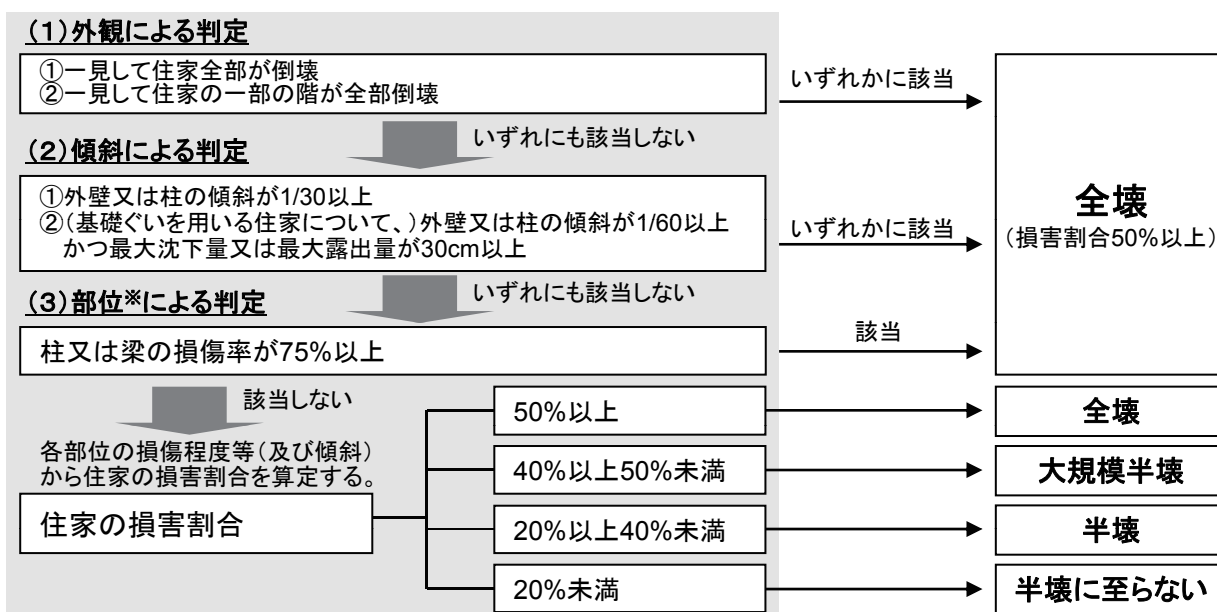 (1)外観による判定
①一見して住家全部が倒壊
②一見して住家の一部の階が全部倒壊
いずれかに該当
いずれにも該当しない
(2)傾斜による判定
①外壁又は柱の傾斜が1/30以上
②(基礎ぐいを用いる住家について、)外壁又は柱の傾斜が1/60以上
かつ最大沈下量又は最大露出量が30cm以上
いずれかに該当
全壊
(損害割合50%以上)
いずれにも該当しない
(3)部位※による判定
柱又は梁の損傷率が75%以上
該当
該当しない
各部位の損傷程度等(及び傾斜)
から住家の損害割合を算定する。
住家の損害割合
50%以上
全壊
40%以上50%未満
大規模半壊
20%以上40%未満
半壊
20%未満
半壊に至らない